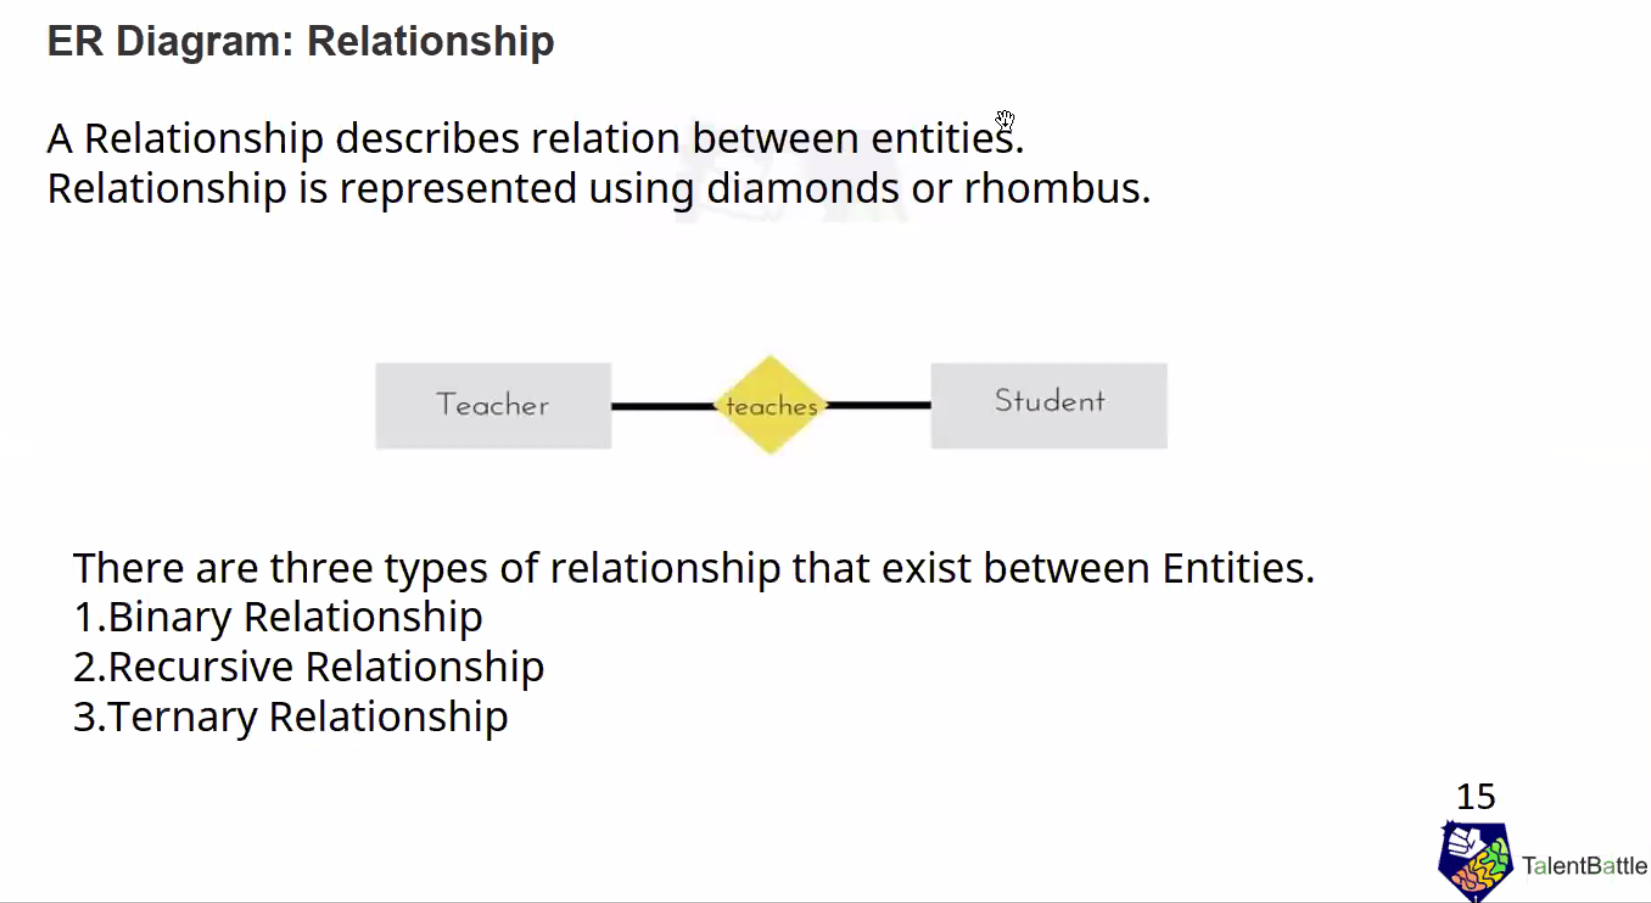 ER Diagram: Relationship
A Relationship describes relation between entities.
Relationship is represented using diamonds or rhombus.
Teacher
teaches
Student
There are three types of relationship that exist between Entities.
1.Binary Relationship
2.Recursive Relationship
3.Ternary Relationship
15
TalentBattle